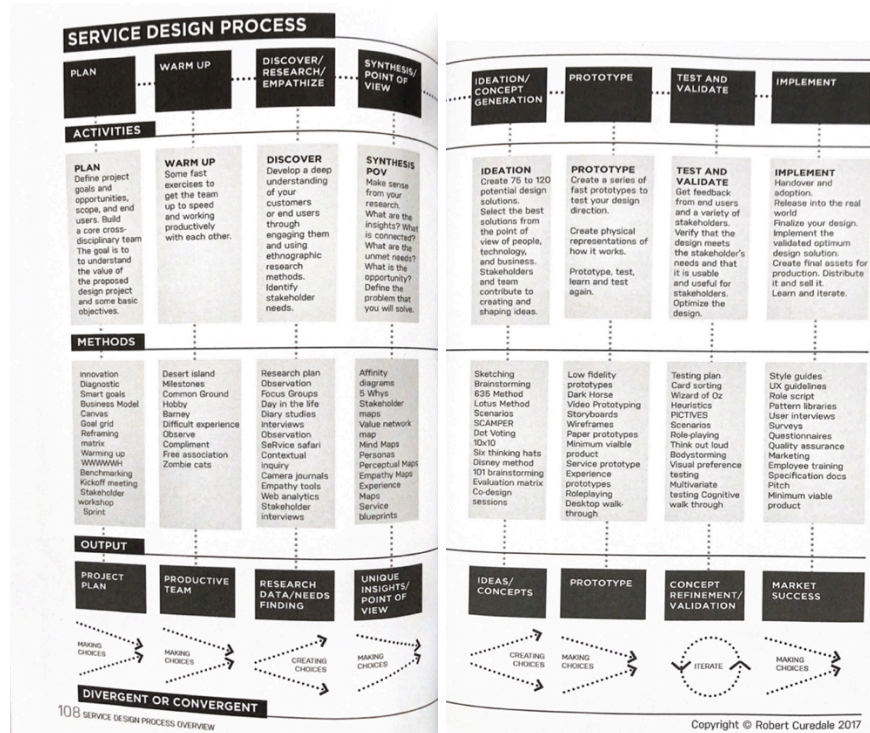 SERVICE DESIGN PROCESS
PLAN
WARM UP
DISCOVER/
RESEARCH/
EMPATHIZE
SYNTHESIS/
POINT OF
VIEW
IDEATION/
CONCEPT
GENERATION
PROTOTYPE
TEST AND
VALIDATE
IMPLEMENT
ACTIVITIES
PLAN
Define project
goals and
opportunities,
scope, and end
users. Build
a core cross-
disciplinary team
The goal is to
to understand
the value of
the proposed
design project
and some basic
objectives.
WARM UP
Some fast
exercises to
get the team
up to speed
and working
productively
with each other.
DISCOVER
Develop a deep
understanding
of your
customers
or end users
through
engaging them
and using
ethnographic
research
methods.
Identify
stakeholder
needs.
SYNTHESIS
POV
Make sense
from your
research.
What are the
insights? What
is connected?
What are the
unmet needs?
What is the
opportunity?
Define the
problem that
you will solve.
IDEATION
Create 75 to 120
potential design
solutions.
Select the best
solutions from
the point of
view of people,
technology,
and business.
Stakeholders
and team
contribute to
creating and
shaping ideas.
PROTOTYPE
Create a series of
fast prototypes to
test your design
direction.
Create physical
representations of
how it works.
Prototype, test,
learn and test
again.
TEST AND
VALIDATE
Get feedback
from end users
and a variety of
stakeholders.
Verify that the
design meets
the stakeholder's
needs and that
it is usable
and useful for
stakeholders.
Optimize the
design.
IMPLEMENT
Handover and
adoption.
Release into the real
world
Finalize your design.
Implement the
validated optimum
design solution.
Create final assets for
production. Distribute
it and sell it.
Learn and iterate.
METHODS
innovation
Diagnostic
Smart goals
Business Model
Canvas
Goal grid
Reframing
matrix
Warming up
WWWWWH
Benchmarking
Kickoff meeting
Stakeholder
workshop
Sprint
Desert island
Milestones
Common Ground
Hobby
Barney
Difficult experience
Observe
Compliment
Free association
Zombie cats
Research plan
Observation
Focus Groups
Day in the life
Diary studies
Interviews
Observation
SeRvice safari
Contextual
inquiry
Camera journals
Empathy tools
Web analytics
Stakeholder
interviews
Affinity
diagrams
5 Whys
Stakeholder
maps
Value network
map
Mind Maps
Personas
Perceptual Maps
Empathy Maps
Experience
Maps
Service
blueprints
Sketching
Brainstorming
635 Method
Lotus Method
Scenarios
SCAMPER
Dot Voting
10x10
Six thinking hats
Disney method
101 brainstorming
Evaluation matrix
Co-design
sessions
Low fidelity
prototypes
Dark Horse
Video Prototyping
Storyboards
Wireframes
Paper prototypes
Minimum viable
product
Service prototype
Experience
prototypes
Roleplaying
Desktop walk-
through
Testing plan
Card sorting
Wizard of Oz
Heuristics
PICTIVES
Scenarios
Role-playing
Think out loud
Bodystorming
Visual preference
testing
Multivariate
testing Cognitive
walk through
Style guides
UX guidelines
Role script
Pattern libraries
User interviews
Surveys
Questionnaires
Quality assurance
Marketing
Employee training
Specification docs
Pitch
Minimum viable
product
OUTPUT
PROJECT
PLAN
PRODUCTIVE
TEAM
RESEARCH
DATA/NEEDS
FINDING
UNIQUE
INSIGHTS/
POINT OF
VIEW
IDEAS/
CONCEPTS
PROTOTYPE
CONCEPT
REFINEMENT/
VALIDATION
MARKET
SUCCESS
MAKING
CHOICES
MAKING
CHOICES
CREATING
CHOICES
MAKING
CHOICES
CREATING
CHOICES
MAKING
CHOICES
ITERATE
MAKING
CHOICES
DIVERGENT OR CONVERGENT
108 SERVICE DESIGN PROCESS OVERVIEW
Copyright © Robert Curedale 2017